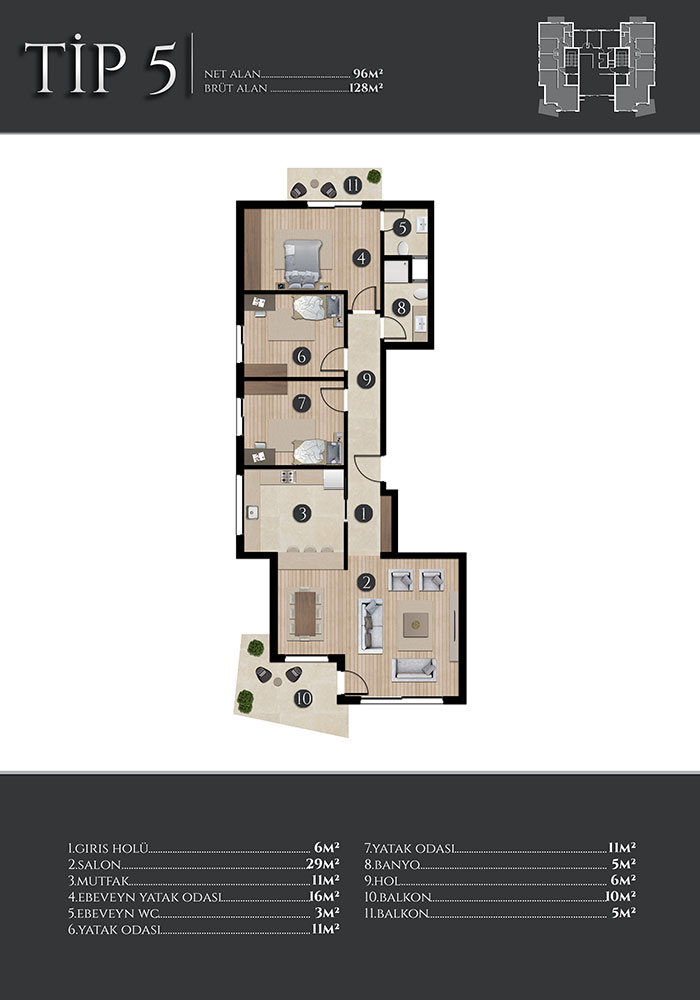 TİP 5
NET ALAN........................ 96M²
BRÜT ALAN .....................128M²
11
4
5
8
6
9
7
3
1
2
10
1.GIRIS HOLÜ........................6M²
2.SALON........................29M²
3.MUTFAK........................11M²
4.EBEVEYN YATAK ODASI........................16M²
5.EBEVEYN WC........................3M²
6.YATAK ODASI........................11M²
7.YATAK ODASI........................11M²
8.BANYO........................5M²
9.HOL........................6M²
10.BALKON........................10M²
11.BALKON........................5M²